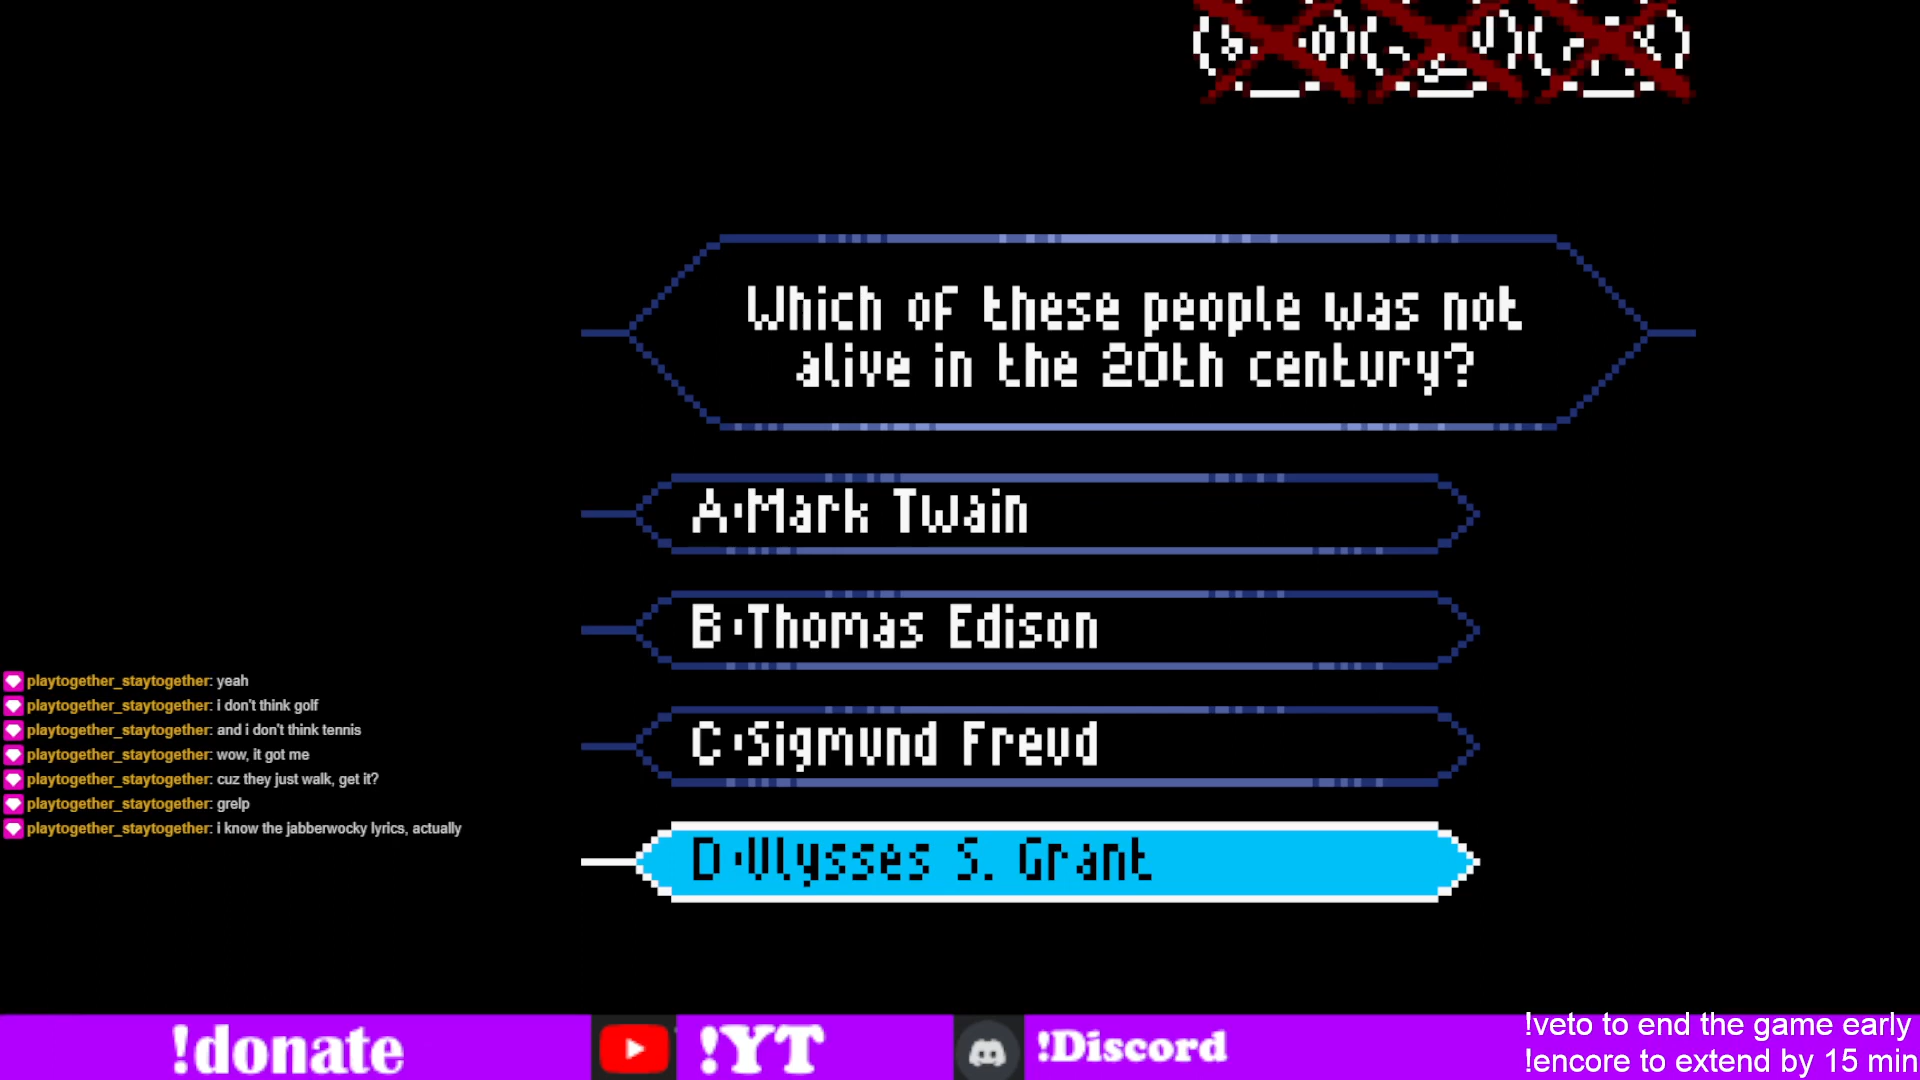 Which of these people was not
alive in the 20th century?
A·Mark Twain
B·Thomas Edison
C·Sigmund Freud
D·Ulysses S. Grant
playtogether_staytogether: yeah
playtogether_staytogether: i don't think golf
playtogether_staytogether: and i don't think tennis
playtogether_staytogether: wow, it got me
playtogether_staytogether: cuz they just walk, get it?
playtogether_staytogether: grelp
playtogether_staytogether: i know the jabberwocky lyrics, actually
!donate
!YT
!Discord
!veto to end the game early
!encore to extend by 15 min